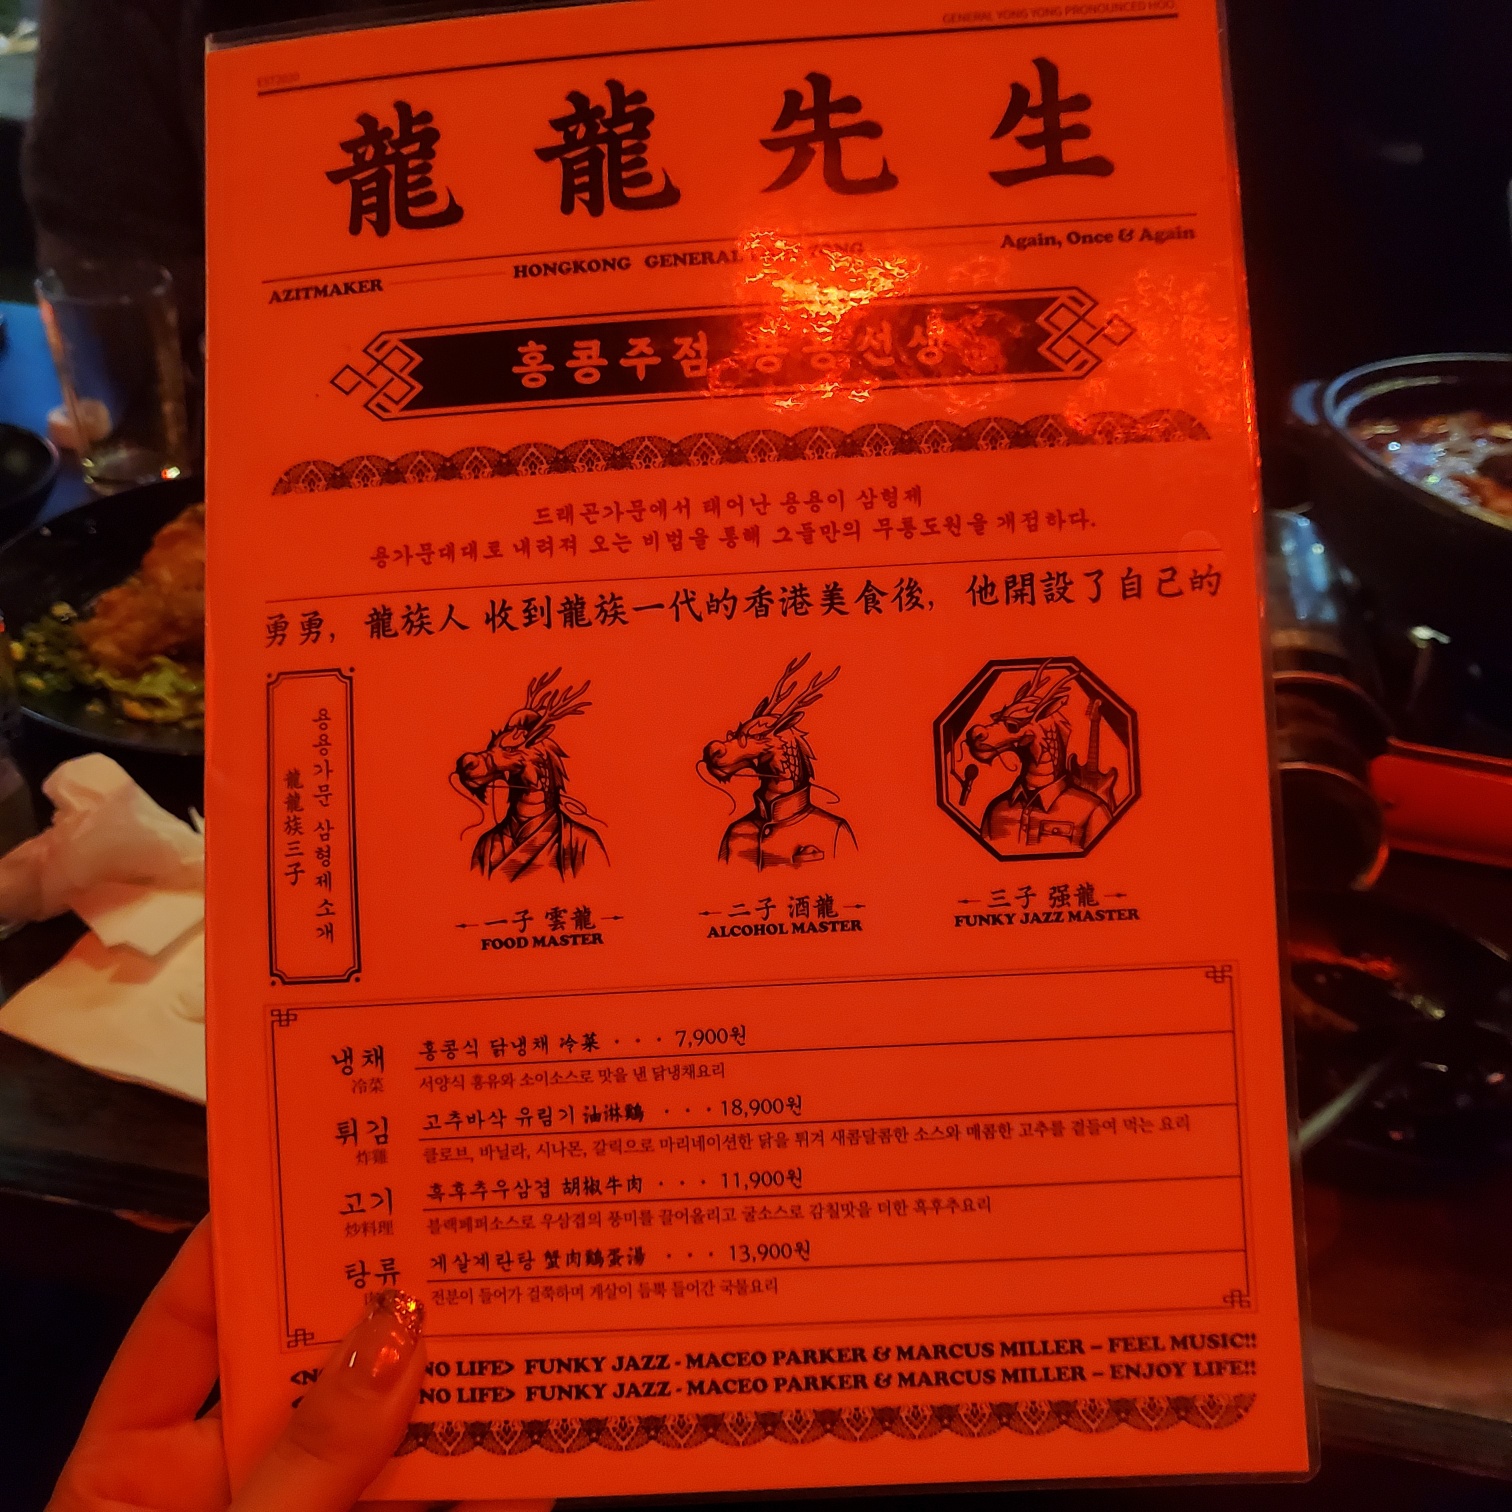 EST2020
GENERAL YONG YONG PRONOUNCED HOO.
龍龍先生
AZITMAKER
HONGKONG GENERAL YONG
Again, Once & Again
홍콩주점 용용선생
드래곤가문에서 태어난 용용이 삼형제
용가문대대로 내려져 오는 비법을 통해 그들만의 무릉도원을 개점하다.
勇勇, 龍族人 收到龍族一代的香港美食後, 他開設了自己的
용용가문 삼형제 소개
龍龍族三子
一子 雲龍
FOOD MASTER
二子 酒龍
ALCOHOL MASTER
三子 强龍
FUNKY JAZZ MASTER
냉채
冷菜
홍콩식 닭냉채 冷菜 · · · 7,900원
서양식 홍유와 소이소스로 맛을 낸 닭냉채요리
튀김
炸雞
고추바삭 유림기 油淋鷄 · · · 18,900원
클로브, 바닐라, 시나몬, 갈릭으로 마리네이션한 닭을 튀겨 새콤달콤한 소스와 매콤한 고추를 곁들여 먹는 요리
고기
炒料理
흑후추우삼겹 胡椒牛肉 · · · 11,900원
블랙페퍼소스로 우삼겹의 풍미를 끌어올리고 굴소스로 감칠맛을 더한 흑후추요리
탕류
게살계란탕 蟹肉鷄蛋湯 · · · 13,900원
전분이 들어가 걸쭉하며 게살이 듬뿍 들어간 국물요리
NO LIFE> FUNKY JAZZ - MACEO PARKER & MARCUS MILLER – FEEL MUSIC!!
NO LIFE> FUNKY JAZZ - MACEO PARKER & MARCUS MILLER – ENJOY LIFE!!